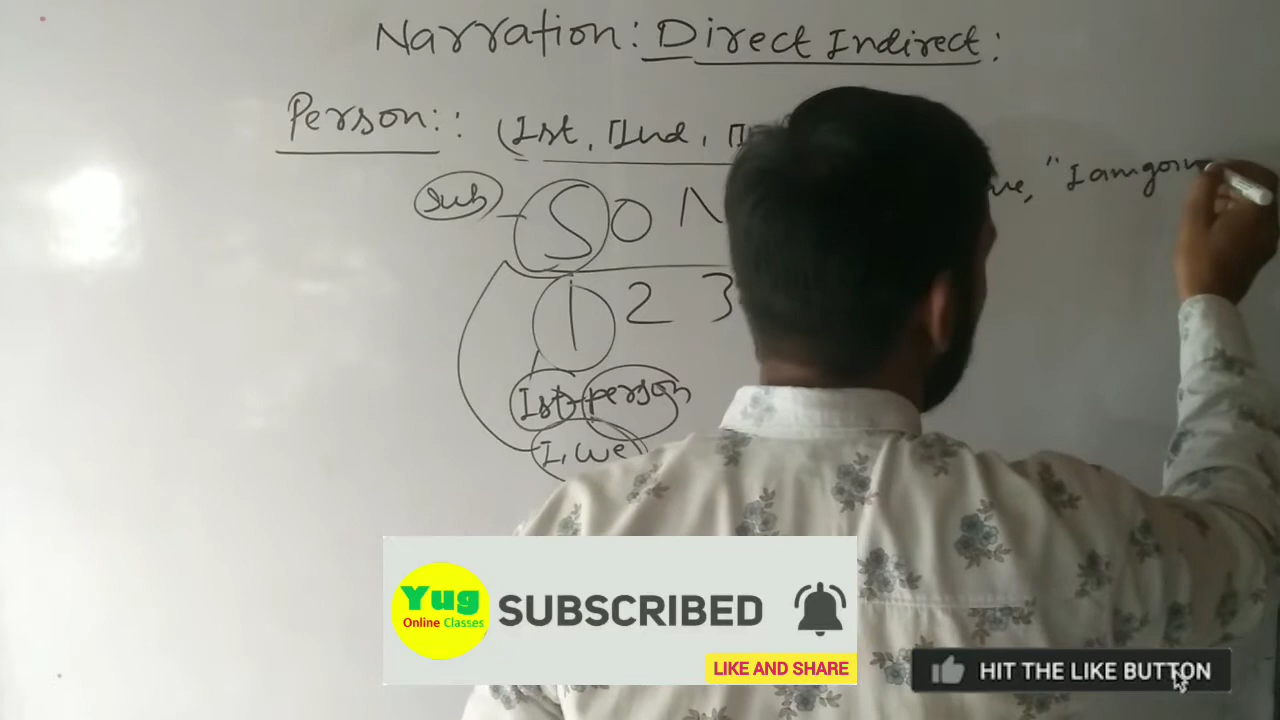 Narration: Direct Indirect:
Person:: (Ist, IInd,
Sub S O N
"I am going
1 2 3
Ist person
I, we
Yug
Online Classes
SUBSCRIBED
LIKE AND SHARE
HIT THE LIKE BUTTON